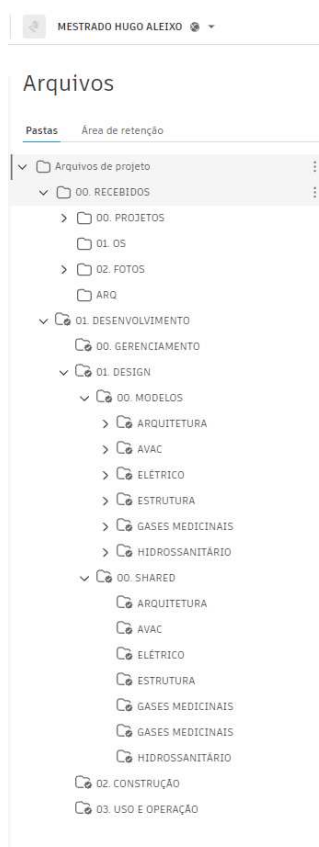 MESTRADO HUGO ALEIXO
Arquivos
Pastas Área de retenção
Arquivos de projeto
00. RECEBIDOS
00. PROJETOS
01. OS
02. FOTOS
ARQ
01. DESENVOLVIMENTO
00. GERENCIAMENTO
01. DESIGN
00. MODELOS
ARQUITETURA
AVAC
ELÉTRICO
ESTRUTURA
GASES MEDICINAIS
HIDROSSANITÁRIO
00. SHARED
ARQUITETURA
AVAC
ELÉTRICO
ESTRUTURA
GASES MEDICINAIS
GASES MEDICINAIS
HIDROSSANITÁRIO
02. CONSTRUÇÃO
03. USO E OPERAÇÃO